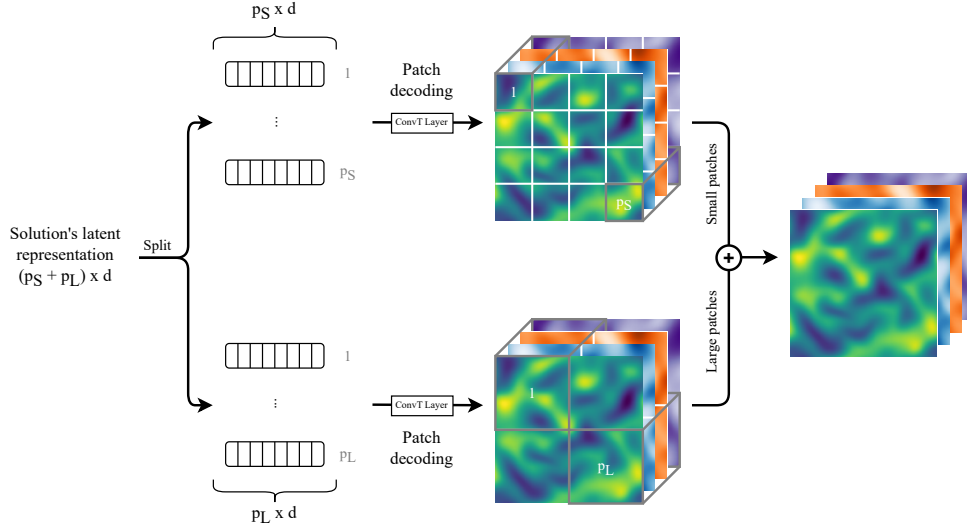 p_S x d
1
⋮
p_S
Patch
decoding
ConvT Layer
1
p_S
Small patches
Solution's latent
representation
(p_S + p_L) x d
Split
+
Large patches
1
⋮
p_L
p_L x d
ConvT Layer
Patch
decoding
1
p_L